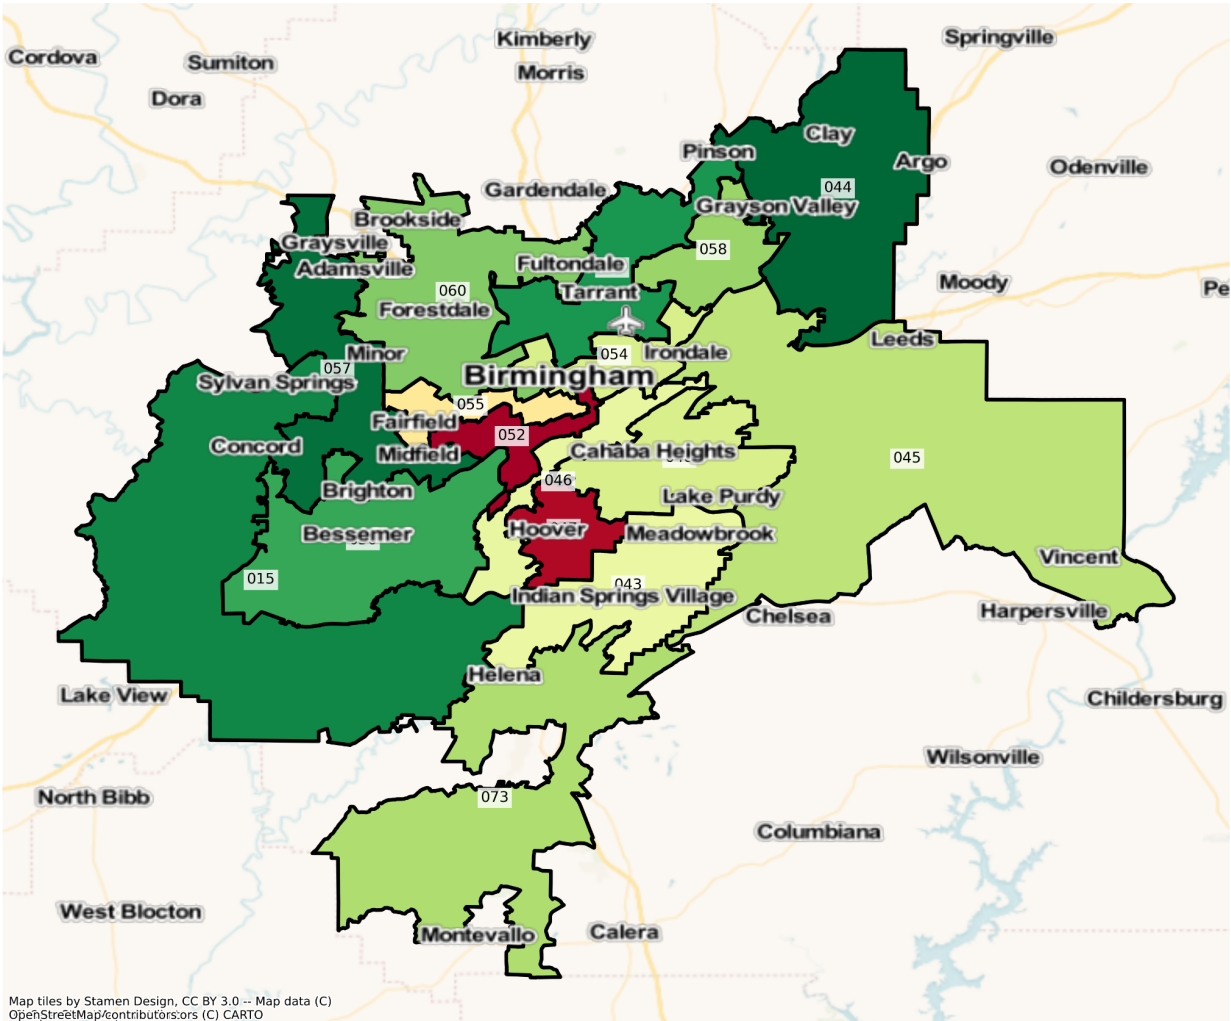 Kimberly
Springville
Cordova
Sumiton
Morris
Dora
Clay
Pinson
Argo
Odenville
044
Gardendale
Grayson Valley
Brookside
Graysville
058
Fultondale
Adamsville
Moody
Pe
060
Tarrant
Forestdale
Leeds
Minor
054
Irondale
057
Sylvan Springs
Birmingham
055
Fairfield
052
Concord
Midfield
Cahaba Heights
045
046
Brighton
Lake Purdy
Bessemer
Hoover
Meadowbrook
Vincent
015
043
Indian Springs Village
Harpersville
Chelsea
Helena
Lake View
Childersburg
Wilsonville
North Bibb
073
Columbiana
West Blocton
Montevallo
Calera
Map tiles by Stamen Design, CC BY 3.0 -- Map data (C)
OpenStreetMap contributors:ors (C) CARTO